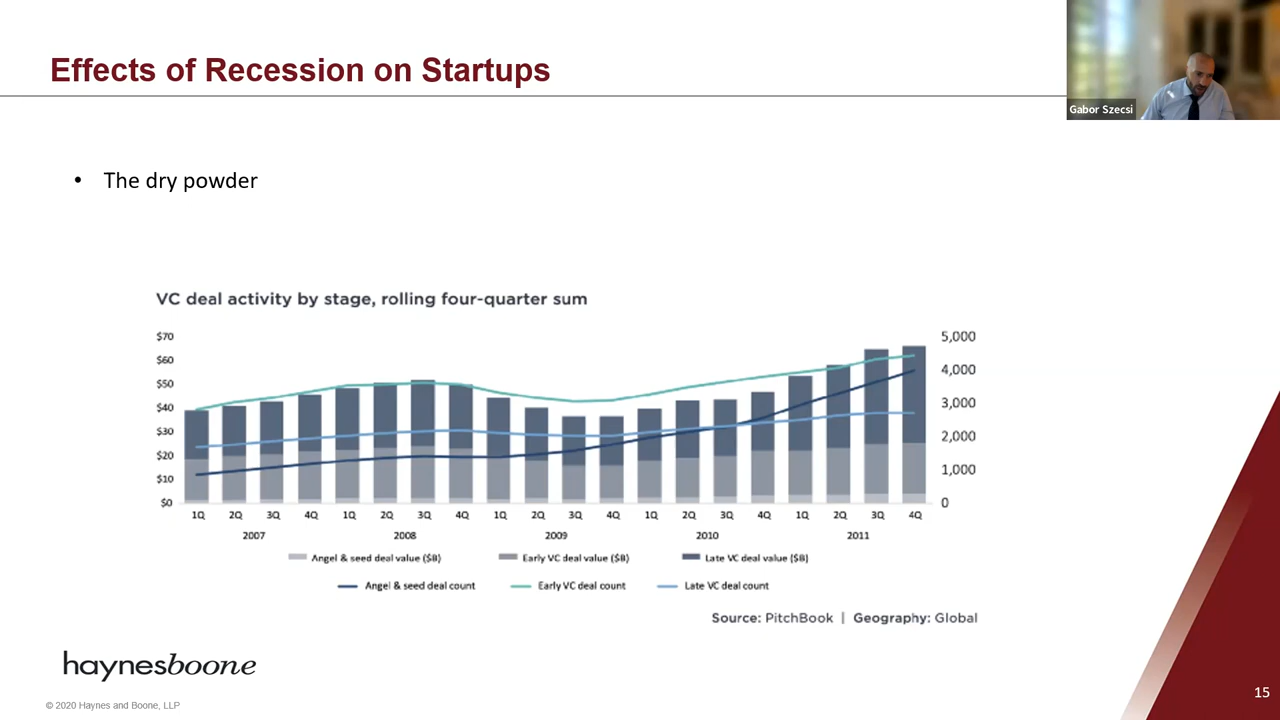 Effects of Recession on Startups
Gabor Szecsi
• The dry powder
VC deal activity by stage, rolling four-quarter sum
$70
$60
$50
$40
$30
$20
$10
$0
5,000
4,000
3,000
2,000
1,000
0
1Q 2Q 3Q 4Q 1Q 2Q 3Q 4Q 1Q 2Q 3Q 4Q 1Q 2Q 3Q 4Q 1Q 2Q 3Q 4Q
2007 2008 2009 2010 2011
Angel & seed deal value ($B) Early VC deal value ($B) Late VC deal value ($B)
Angel & seed deal count Early VC deal count Late VC deal count
Source: PitchBook | Geography: Global
haynesboone
© 2020 Haynes and Boone, LLP
15